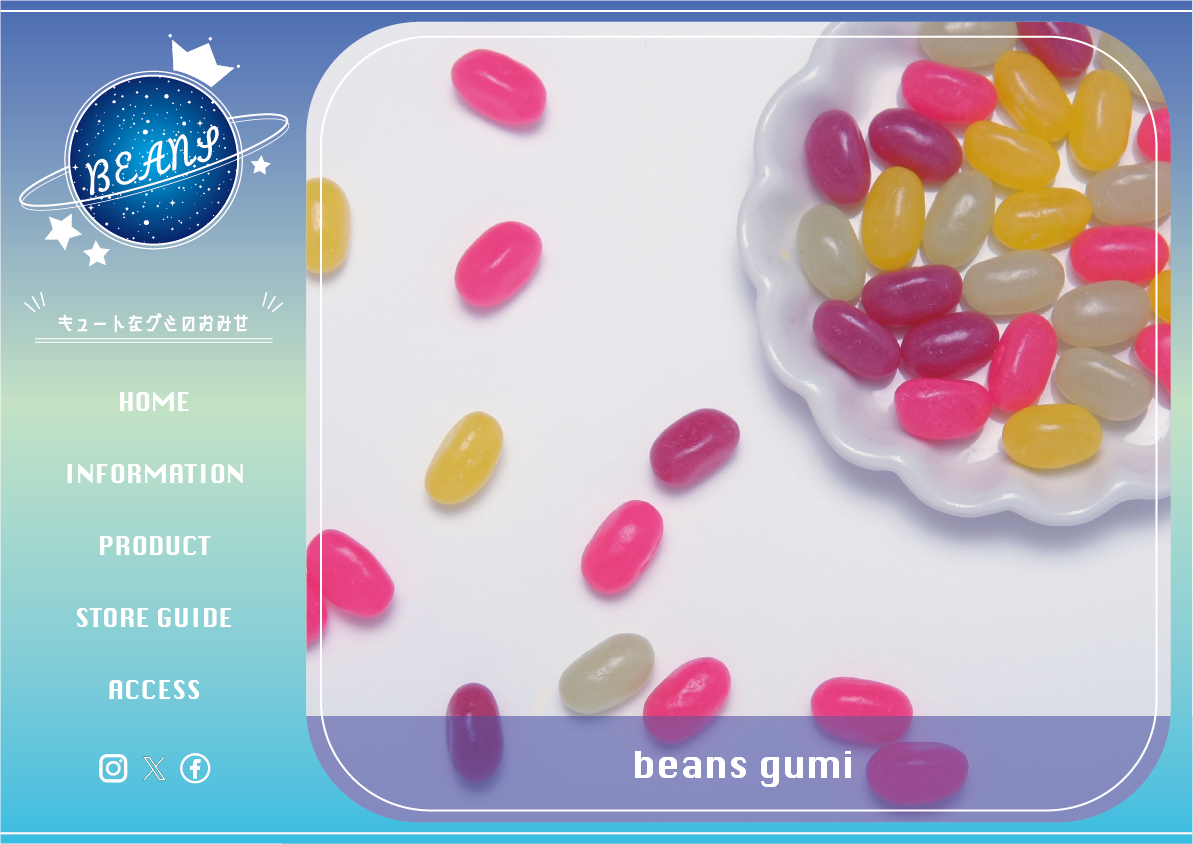 BEANS
キュートなグミのおみせ
HOME
INFORMATION
PRODUCT
STORE GUIDE
ACCESS
beans gumi